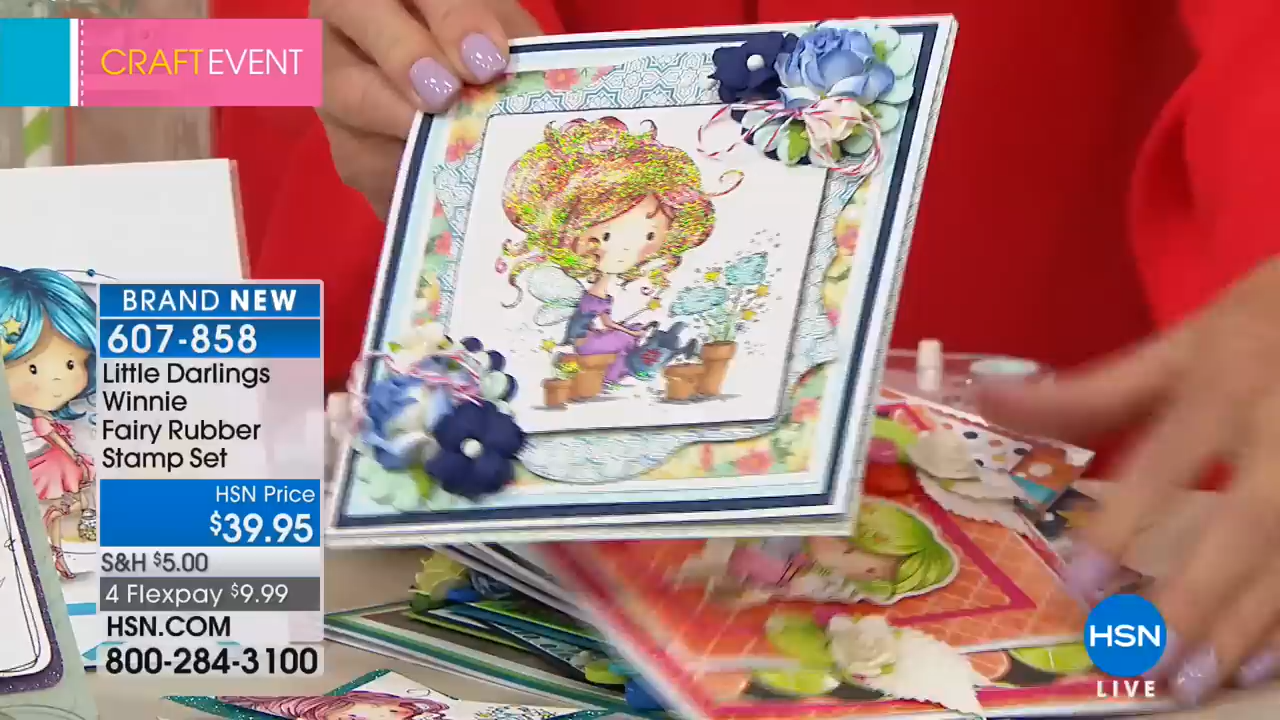 CRAFT EVENT
BRAND NEW
607-858
Little Darlings
Winnie
Fairy Rubber
Stamp Set
HSN Price
$39.95
S&H $5.00
4 Flexpay $9.99
HSN.COM
800-284-3100
HSN
LIVE